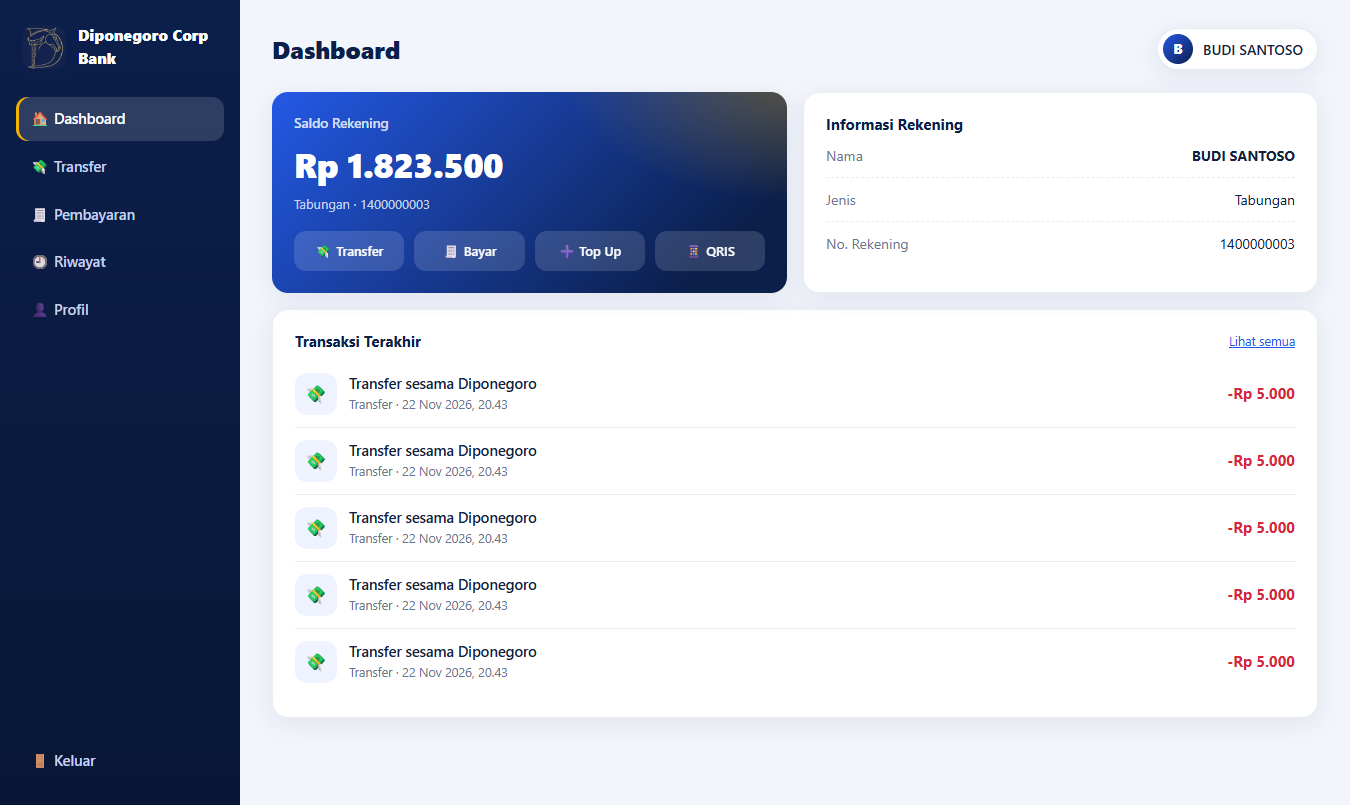 Diponegoro Corp
Bank
Dashboard
Transfer
Pembayaran
Riwayat
Profil
Keluar
Dashboard
B BUDI SANTOSO
Saldo Rekening
Rp 1.823.500
Tabungan · 1400000003
Transfer Bayar Top Up QRIS
Informasi Rekening
Nama BUDI SANTOSO
Jenis Tabungan
No. Rekening 1400000003
Transaksi Terakhir Lihat semua
Transfer sesama Diponegoro
Transfer · 22 Nov 2026, 20.43
-Rp 5.000
Transfer sesama Diponegoro
Transfer · 22 Nov 2026, 20.43
-Rp 5.000
Transfer sesama Diponegoro
Transfer · 22 Nov 2026, 20.43
-Rp 5.000
Transfer sesama Diponegoro
Transfer · 22 Nov 2026, 20.43
-Rp 5.000
Transfer sesama Diponegoro
Transfer · 22 Nov 2026, 20.43
-Rp 5.000